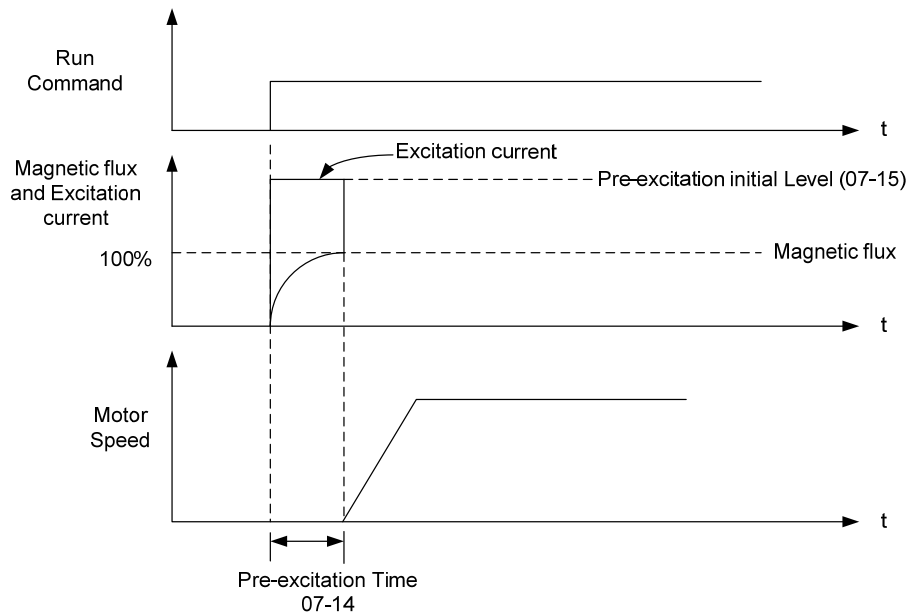 Run
Command
t
Excitation current
Magnetic flux
and Excitation
current
Pre-excitation initial Level (07-15)
100%
Magnetic flux
t
Motor
Speed
t
Pre-excitation Time
07-14